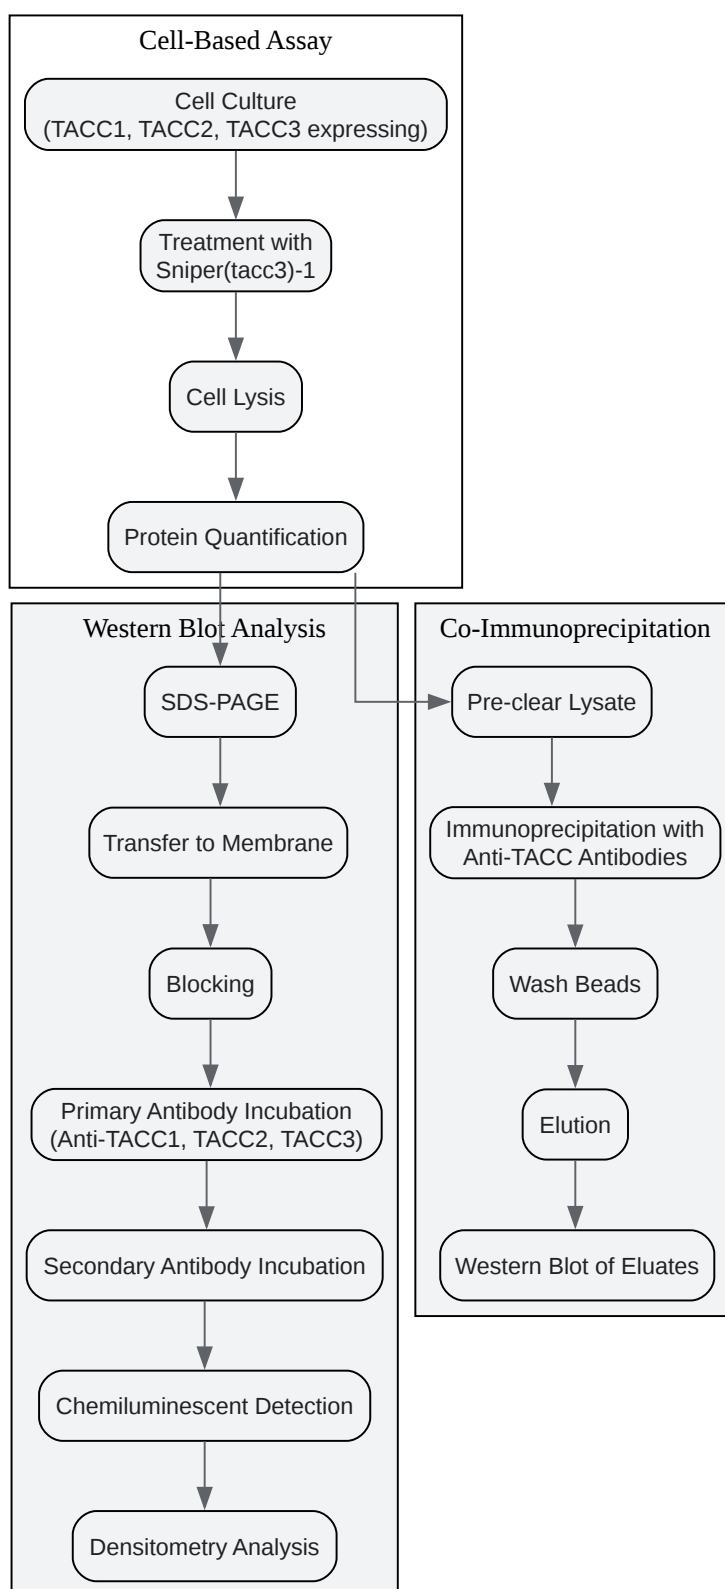 Cell-Based Assay
Cell Culture
(TACC1, TACC2, TACC3 expressing)
Treatment with
Sniper(tacc3)-1
Cell Lysis
Protein Quantification
Western Blot Analysis
SDS-PAGE
Transfer to Membrane
Blocking
Primary Antibody Incubation
(Anti-TACC1, TACC2, TACC3)
Secondary Antibody Incubation
Chemiluminescent Detection
Densitometry Analysis
Co-Immunoprecipitation
Pre-clear Lysate
Immunoprecipitation with
Anti-TACC Antibodies
Wash Beads
Elution
Western Blot of Eluates